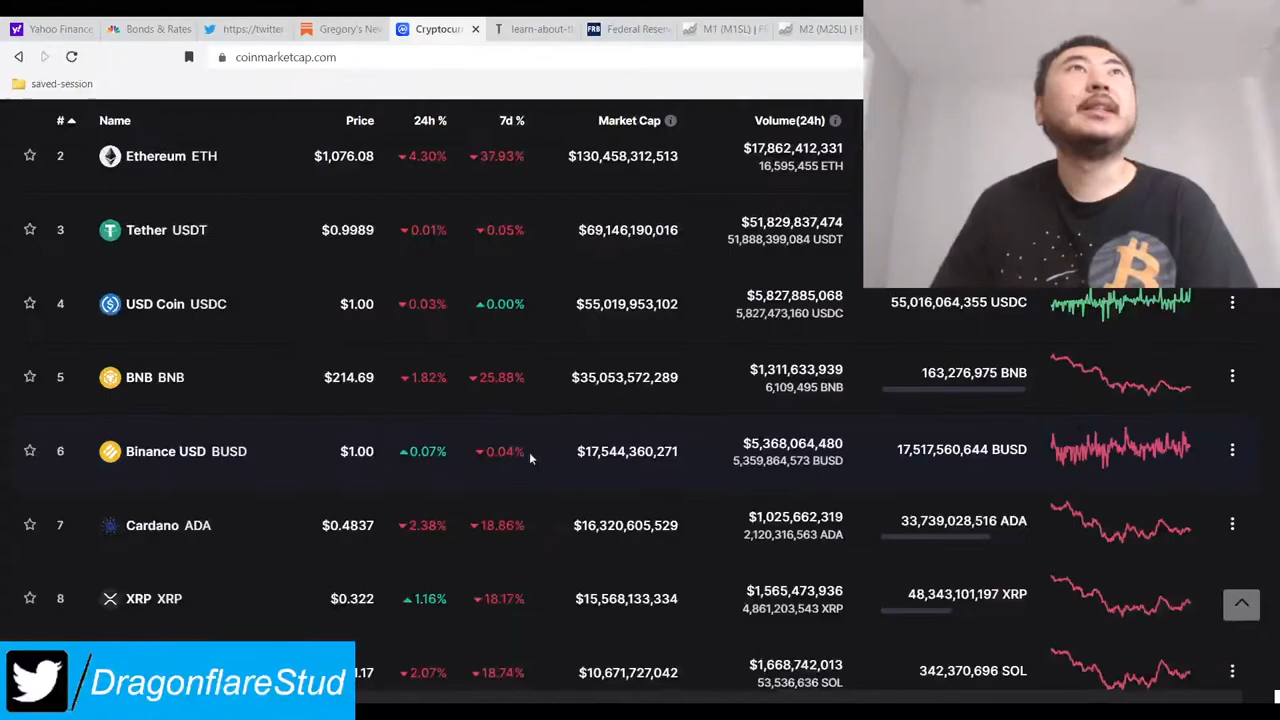 Yahoo Finance
Bonds & Rates
https://twitter
Gregory's Ne
Cryptocur
learn-about-t
Federal Reser
M1 (M1SL) | F
M2 (M2SL) | F
coinmarketcap.com
saved-session
# Name Price 24h % 7d % Market Cap Volume(24h)
2 Ethereum ETH $1,076.08 4.30% 37.93% $130,458,312,513 $17,862,412,331
16,595,455 ETH
3 Tether USDT $0.9989 0.01% 0.05% $69,146,190,016 $51,829,837,474
51,888,399,084 USDT
4 USD Coin USDC $1.00 0.03% 0.00% $55,019,953,102 $5,827,885,068 55,016,064,355 USDC
5,827,473,160 USDC
5 BNB BNB $214.69 1.82% 25.88% $35,053,572,289 $1,311,633,939 163,276,975 BNB
6,109,495 BNB
6 Binance USD BUSD $1.00 0.07% 0.04% $17,544,360,271 $5,368,064,480 17,517,560,644 BUSD
5,359,864,573 BUSD
7 Cardano ADA $0.4837 2.38% 18.86% $16,320,605,529 $1,025,662,319 33,739,028,516 ADA
2,120,316,563 ADA
8 XRP XRP $0.322 1.16% 18.17% $15,568,133,334 $1,565,473,936 48,343,101,197 XRP
4,861,203,543 XRP
.17 2.07% 18.74% $10,671,727,042 $1,668,742,013 342,370,696 SOL
53,536,636 SOL
/DragonflareStud